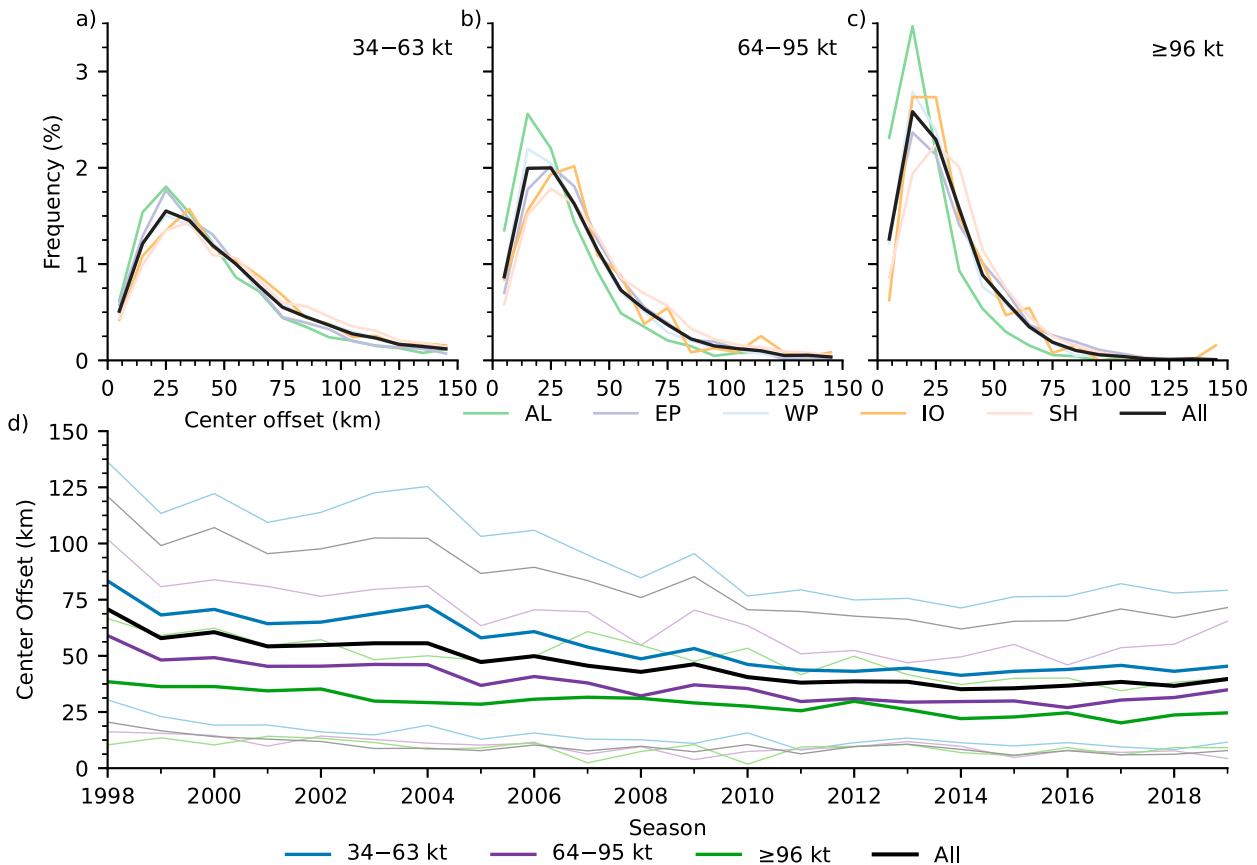 a)
34−63 kt
b)
64−95 kt
c)
≥96 kt
Frequency (%)
3
2
1
0
0 25 50 75 100 125 150
0 25 50 75 100 125 150
0 25 50 75 100 125 150
Center offset (km)
AL EP WP IO SH All
d)
Center Offset (km)
150
125
100
75
50
25
0
1998 2000 2002 2004 2006 2008 2010 2012 2014 2016 2018
Season
34−63 kt 64−95 kt ≥96 kt All